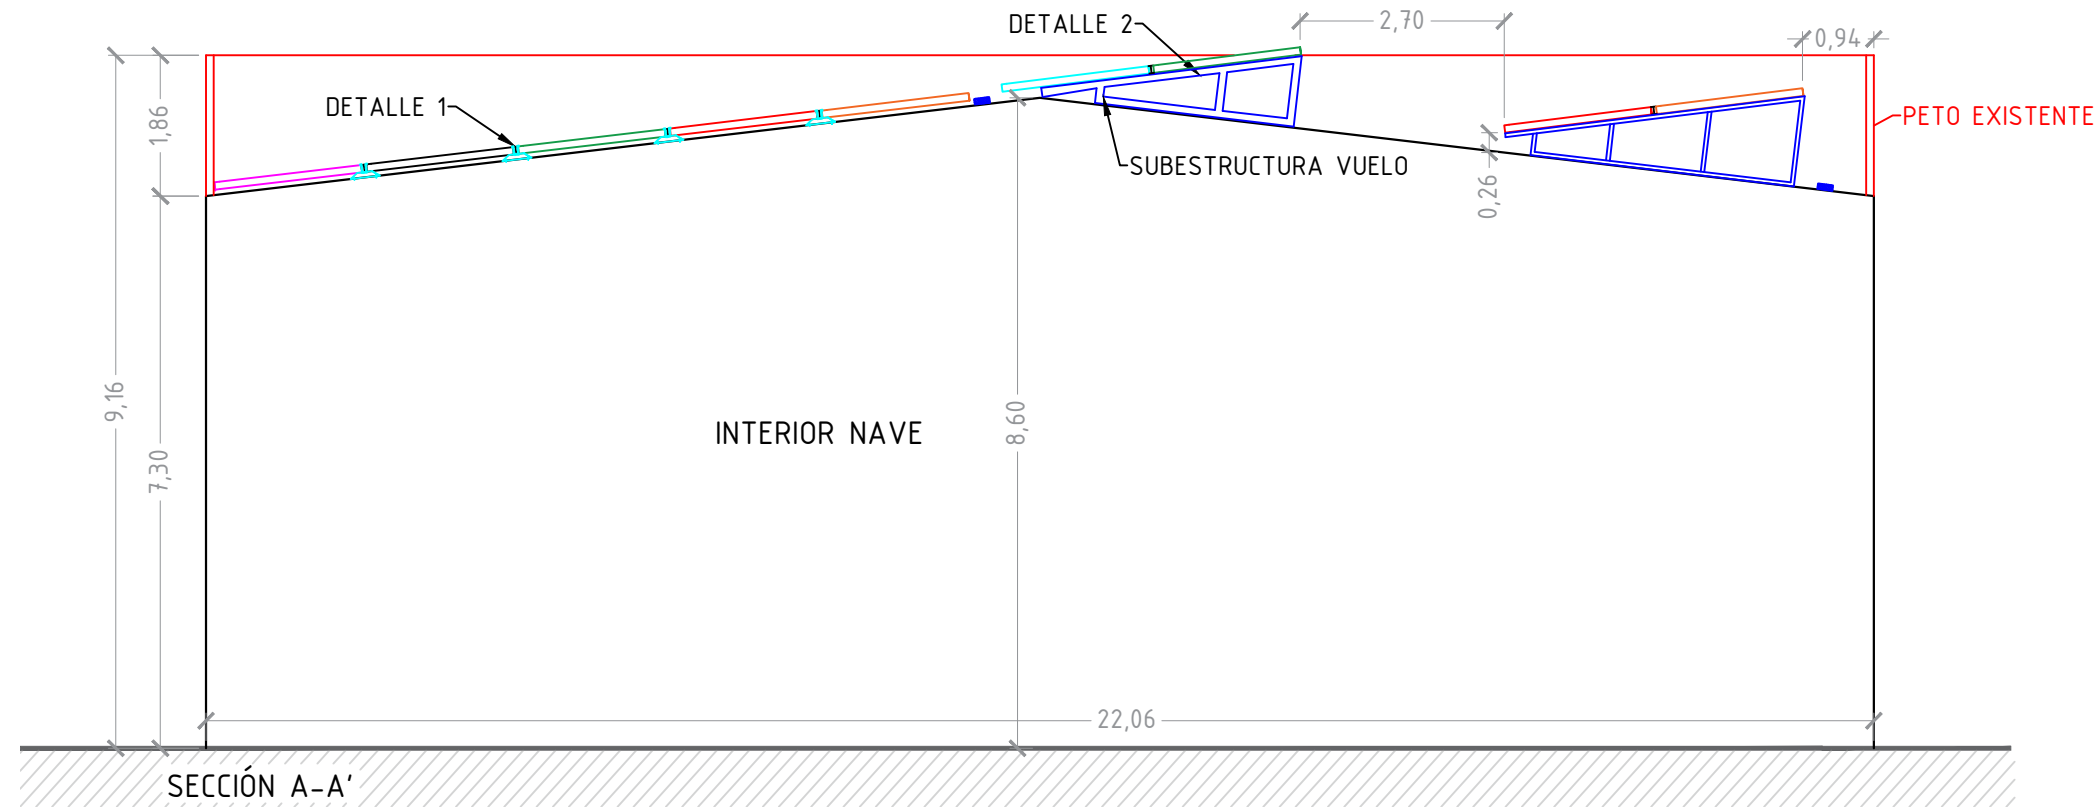 DETALLE 2
2,70
0,94
DETALLE 1
1,86
PETO EXISTENTE
SUBESTRUCTURA VUELO
0,26
9,16
8,60
INTERIOR NAVE
7,30
22,06
SECCIÓN A-A'